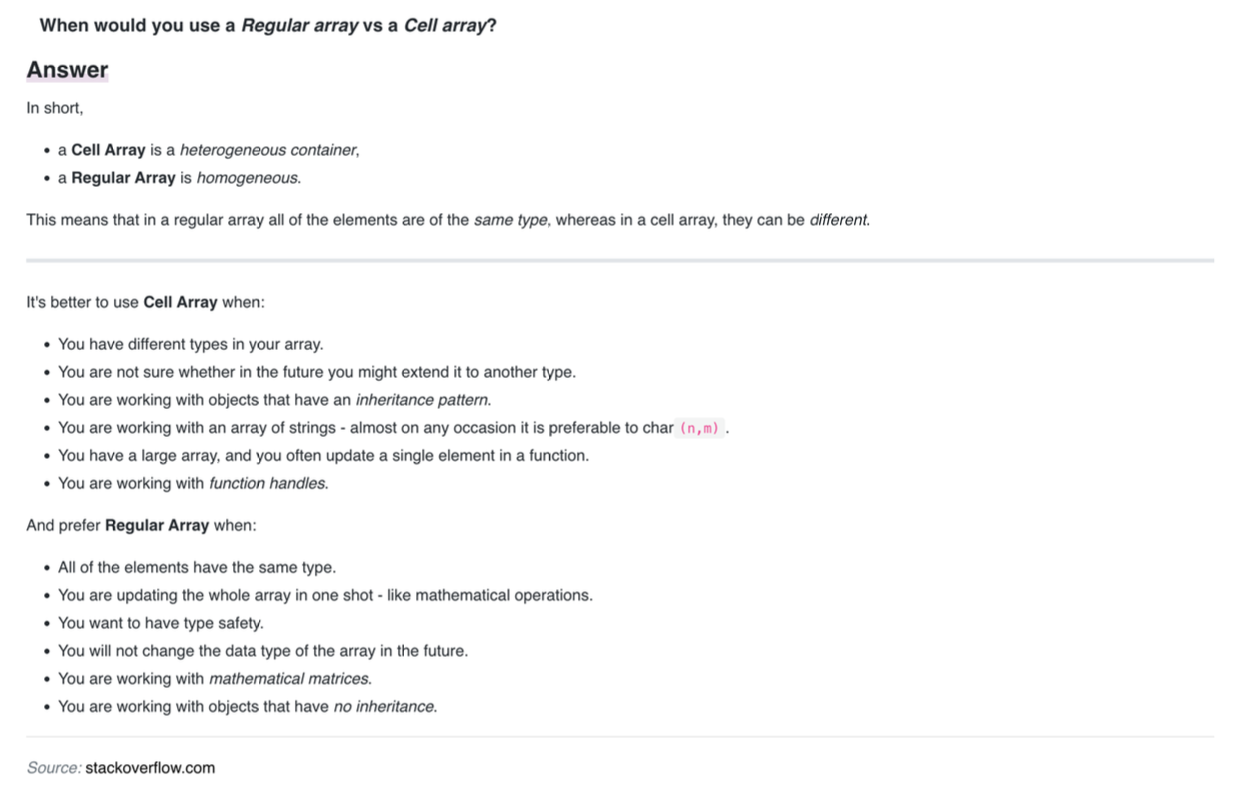 When would you use a Regular array vs a Cell array?
Answer
In short,
• a Cell Array is a heterogeneous container,
• a Regular Array is homogeneous.
This means that in a regular array all of the elements are of the same type, whereas in a cell array, they can be different.
It's better to use Cell Array when:
• You have different types in your array.
• You are not sure whether in the future you might extend it to another type.
• You are working with objects that have an inheritance pattern.
• You are working with an array of strings - almost on any occasion it is preferable to char (n,m) .
• You have a large array, and you often update a single element in a function.
• You are working with function handles.
And prefer Regular Array when:
• All of the elements have the same type.
• You are updating the whole array in one shot - like mathematical operations.
• You want to have type safety.
• You will not change the data type of the array in the future.
• You are working with mathematical matrices.
• You are working with objects that have no inheritance.
Source: stackoverflow.com